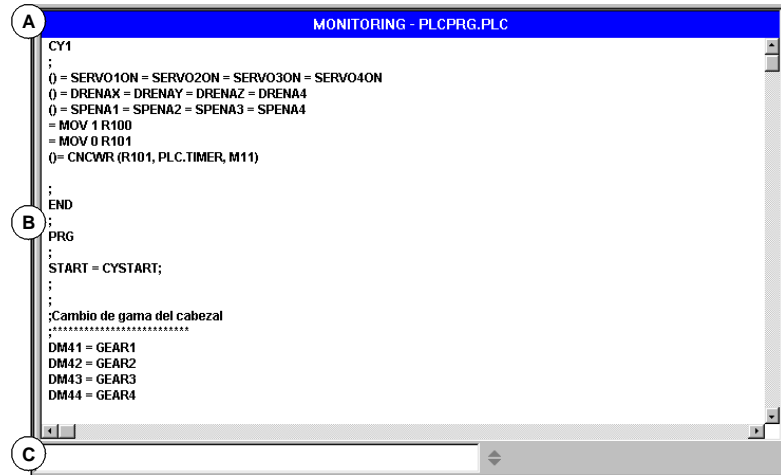 A
MONITORING - PLCPRG.PLC
CY1
;
() = SERVO1ON = SERVO2ON = SERVO3ON = SERVO4ON
() = DRENAX = DRENAY = DRENAZ = DRENA4
() = SPENA1 = SPENA2 = SPENA3 = SPENA4
= MOV 1 R100
= MOV 0 R101
()= CNCWR (R101, PLC.TIMER, M11)
;
END
B
;
PRG
;
START = CYSTART;
;
;
;Cambio de gama del cabezal
;**************************
DM41 = GEAR1
DM42 = GEAR2
DM43 = GEAR3
DM44 = GEAR4
C